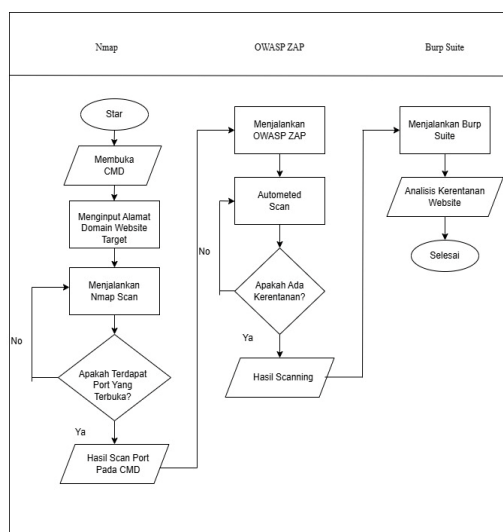 Nmap
OWASP ZAP
Burp Suite
Star
Membuka
CMD
Menginput Alamat
Domain Website
Target
Menjalankan
Nmap Scan
No
Apakah Terdapat
Port Yang
Terbuka?
Ya
Hasil Scan Port
Pada CMD
Menjalankan
OWASP ZAP
Autometed
Scan
No
Apakah Ada
Kerentanan?
Ya
Hasil Scanning
Menjalankan Burp
Suite
Analisis Kerentanan
Website
Selesai